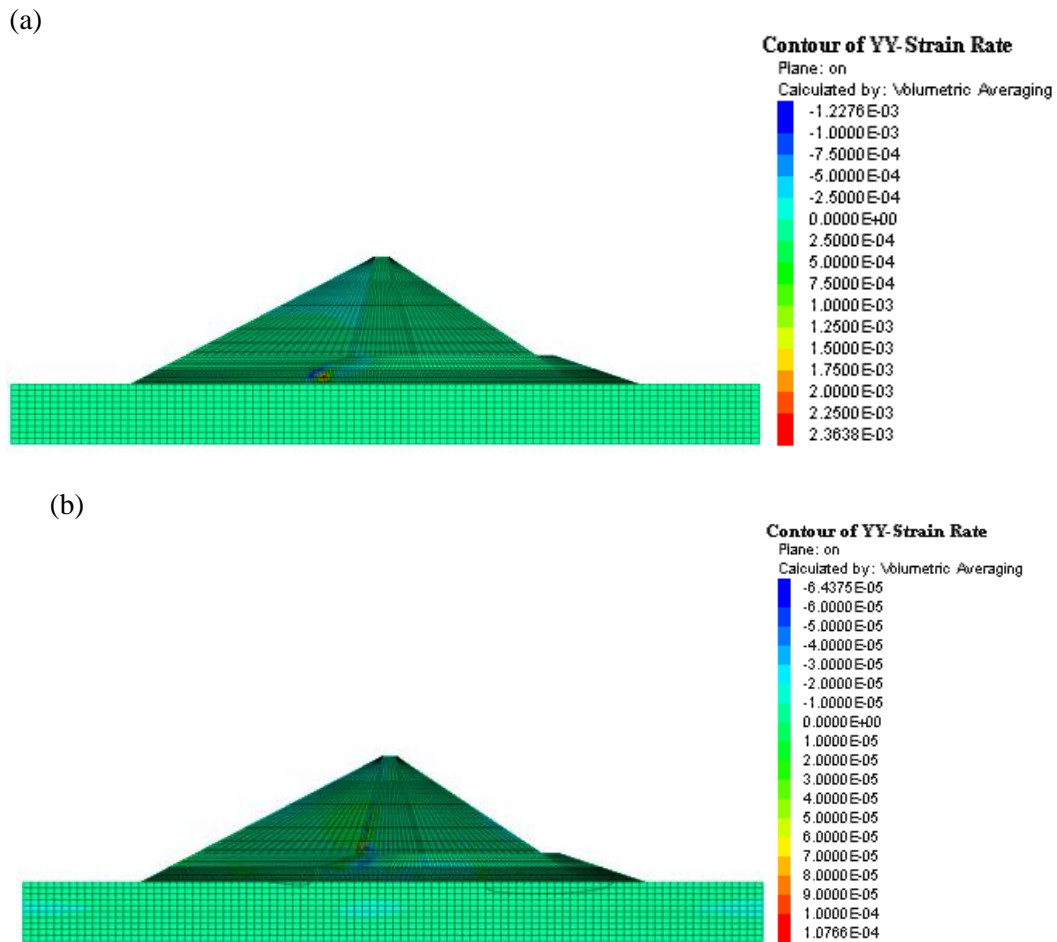 (a)
Contour of YY-Strain Rate
Plane: on
Calculated by: Volumetric Averaging
-1.2276E-03
-1.0000E-03
-7.5000E-04
-5.0000E-04
-2.5000E-04
0.0000E+00
2.5000E-04
5.0000E-04
7.5000E-04
1.0000E-03
1.2500E-03
1.5000E-03
1.7500E-03
2.0000E-03
2.2500E-03
2.3638E-03
(b)
Contour of YY-Strain Rate
Plane: on
Calculated by: Volumetric Averaging
-6.4375E-05
-6.0000E-05
-5.0000E-05
-4.0000E-05
-3.0000E-05
-2.0000E-05
-1.0000E-05
0.0000E+00
1.0000E-05
2.0000E-05
3.0000E-05
4.0000E-05
5.0000E-05
6.0000E-05
7.0000E-05
8.0000E-05
9.0000E-05
1.0000E-04
1.0766E-04